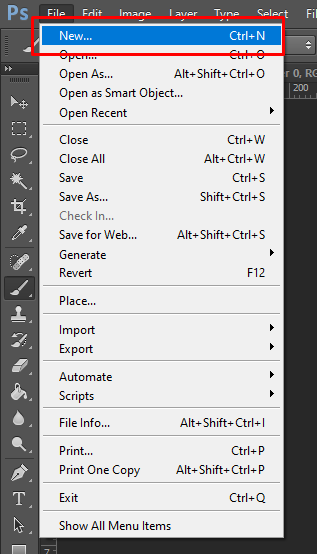 Ps File Edit Image Layer Type Select
New... Ctrl+N
Open... Ctrl+O
Open As... Alt+Shift+Ctrl+O
Open as Smart Object...
Open Recent
er 0, RG
200
Close Ctrl+W
Close All Alt+Ctrl+W
Save Ctrl+S
Save As... Shift+Ctrl+S
Check In...
Save for Web... Alt+Shift+Ctrl+S
Generate
Revert F12
Place...
Import
Export
Automate
Scripts
File Info... Alt+Shift+Ctrl+I
Print... Ctrl+P
Print One Copy Alt+Shift+Ctrl+P
Exit Ctrl+Q
Show All Menu Items
7